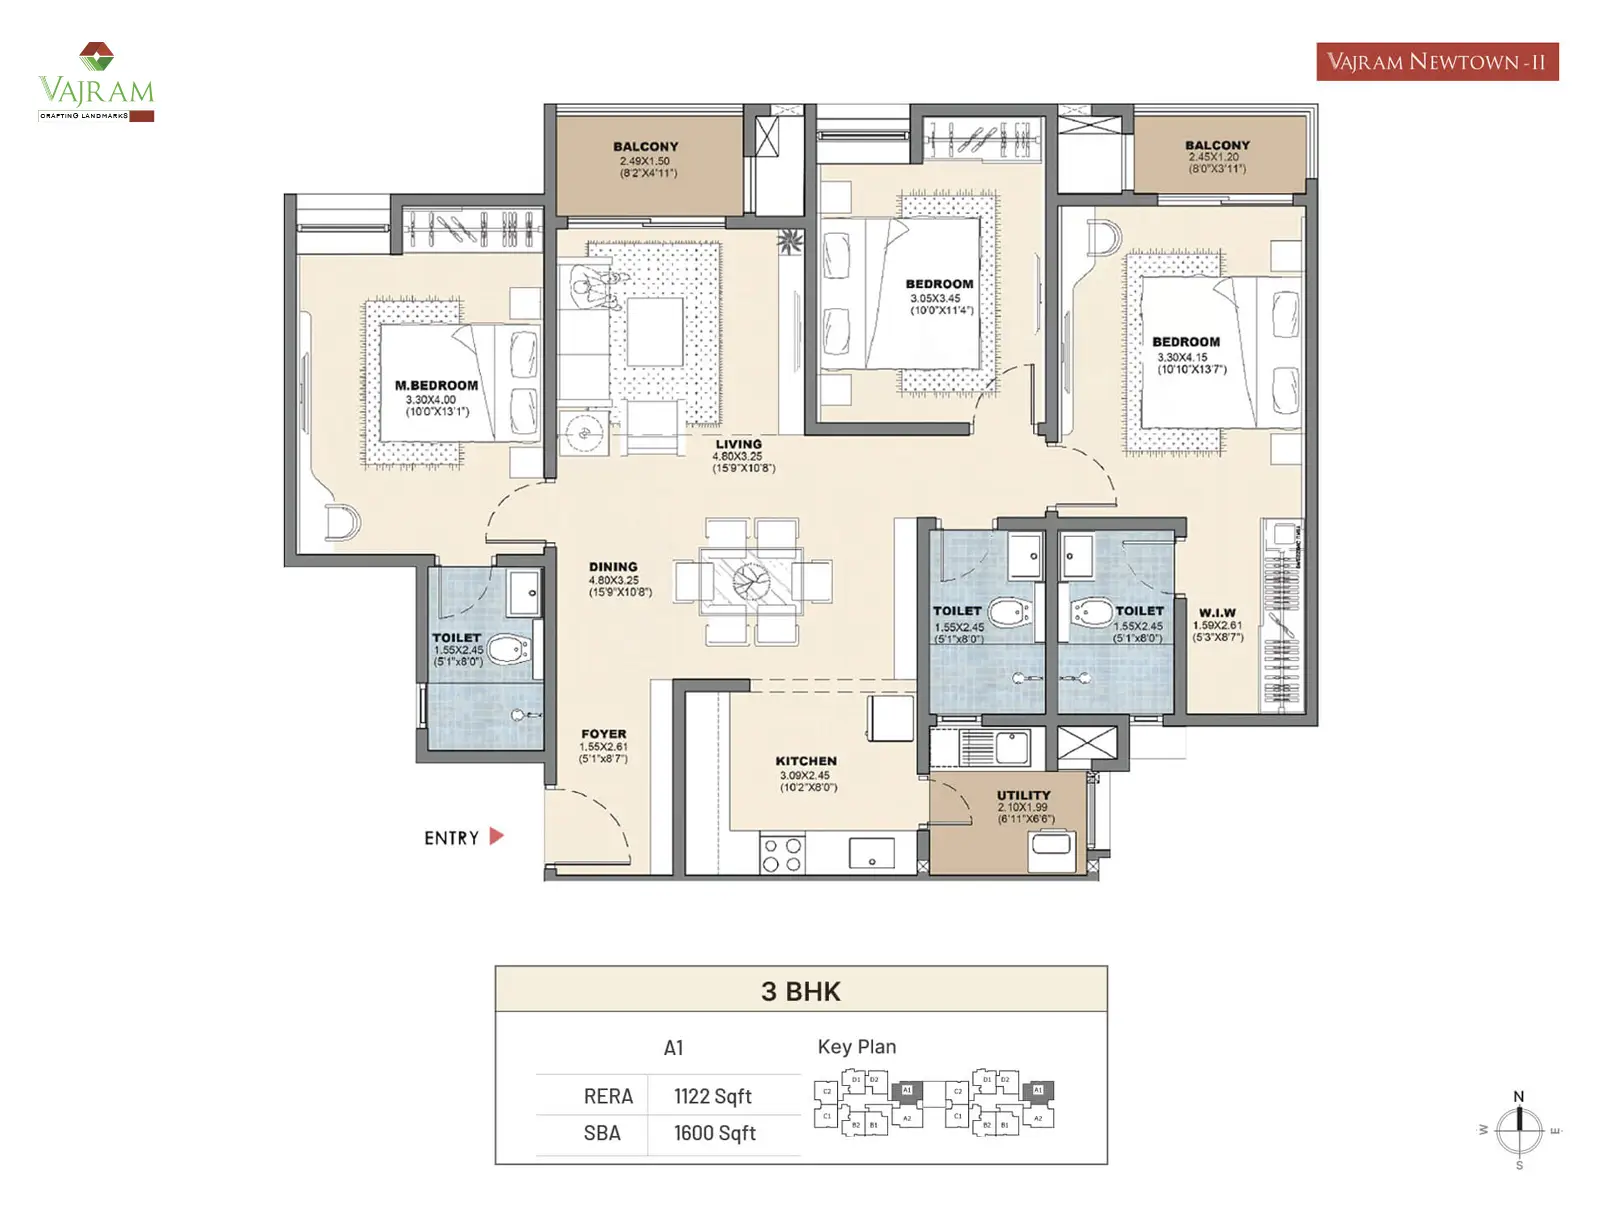 VAJRAM
CRAFTING LANDMARKS
VAJRAM NEWTOWN -II
BALCONY
2.49X1.50
(8'2"X4'11")
BALCONY
2.45X1.20
(8'0"X3'11")
BEDROOM
3.05X3.45
(10'0"X11'4")
BEDROOM
3.30X4.15
(10'10"X13'7")
M.BEDROOM
3.30X4.00
(10'0"X13'1")
LIVING
4.80X3.25
(15'9"X10'8")
DINING
4.80X3.25
(15'9"X10'8")
TOILET
1.55X2.45
(5'1"x8'0")
TOILET
1.55X2.45
(5'1"x8'0")
TOILET
1.55X2.45
(5'1"x8'0")
W.I.W
1.59X2.61
(5'3"X8'7")
FOYER
1.55X2.61
(5'1"x8'7")
KITCHEN
3.09X2.45
(10'2"X8'0")
UTILITY
2.10X1.99
(6'11"X6'6")
ENTRY
3 BHK
A1
Key Plan
RERA 1122 Sqft
SBA 1600 Sqft
C2 D1 D2 A1 C2 D1 D2 A1
C1 B2 B1 A2 C1 B2 B1 A2
N
W E
S